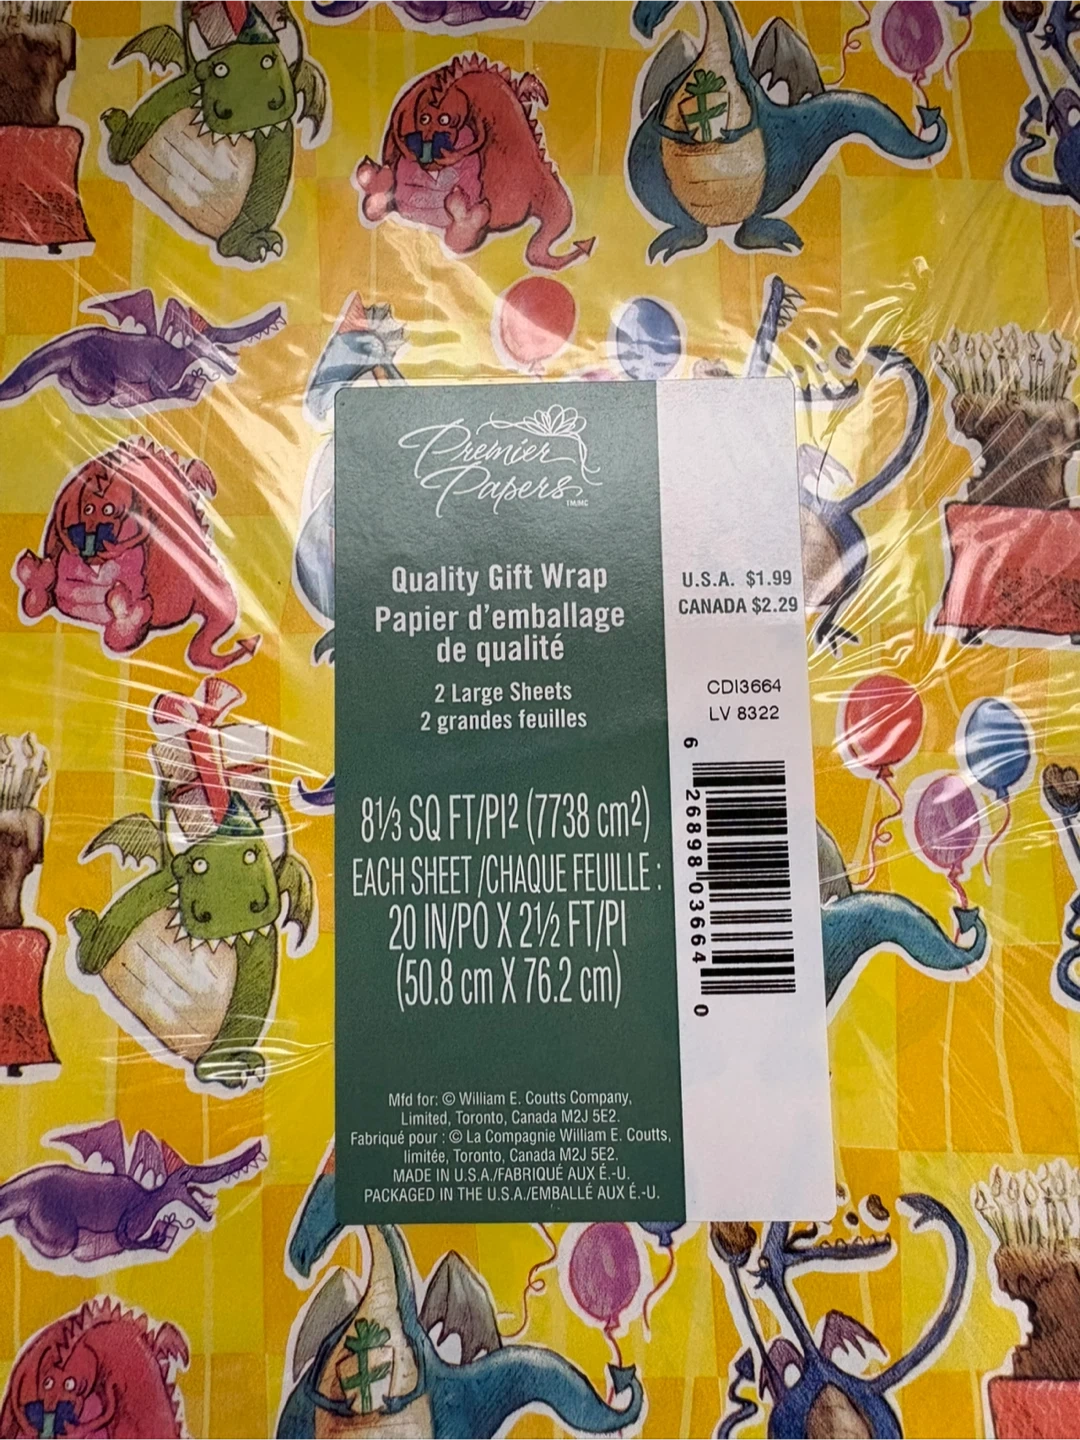 Premier
Papers TM/MC
Quality Gift Wrap
Papier d'emballage
de qualité
2 Large Sheets
2 grandes feuilles
8⅓ SQ FT/PI² (7738 cm²)
EACH SHEET /CHAQUE FEUILLE :
20 IN/PO X 2½ FT/PI
(50.8 cm X 76.2 cm)
Mfd for: © William E. Coutts Company,
Limited, Toronto, Canada M2J 5E2.
Fabriqué pour : © La Compagnie William E. Coutts,
limitée, Toronto, Canada M2J 5E2.
MADE IN U.S.A./FABRIQUÉ AUX É.-U.
PACKAGED IN THE U.S.A./EMBALLÉ AUX É.-U.
U.S.A. $1.99
CANADA $2.29
CDI3664
LV 8322
6 26898 03664 0